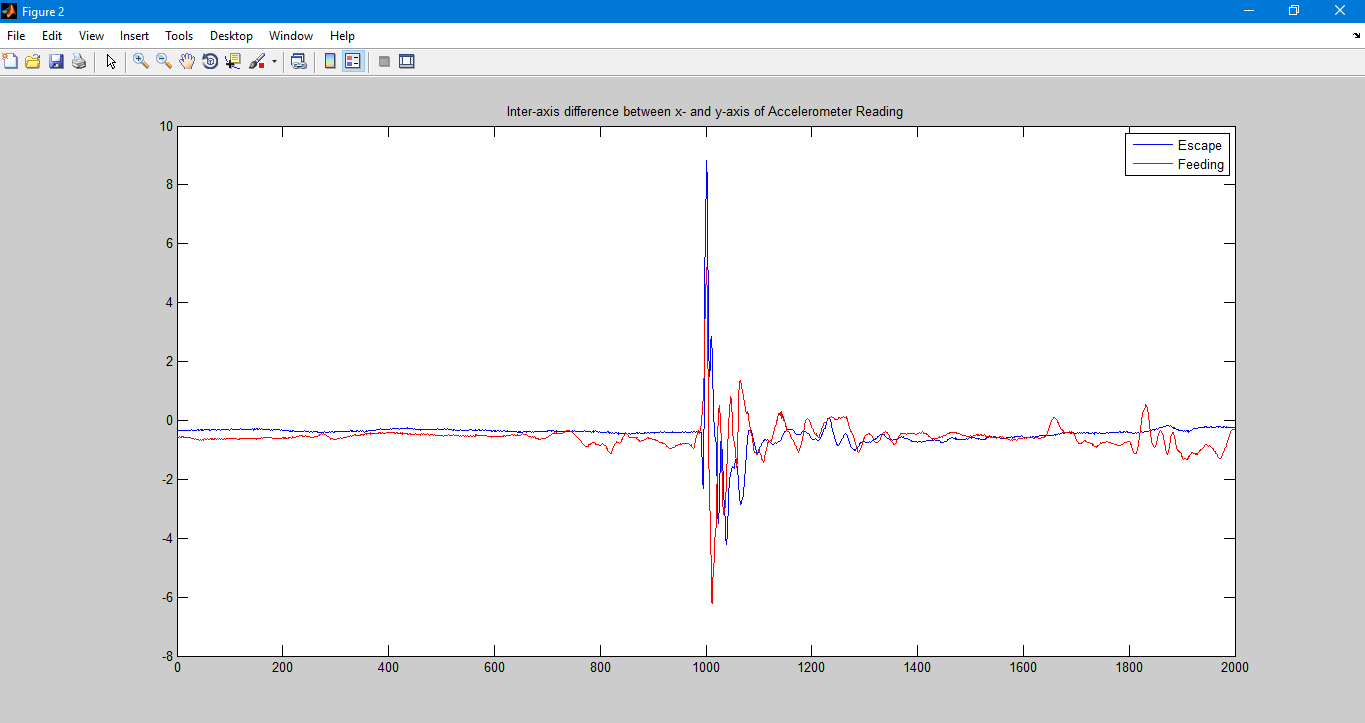 Figure 2
File Edit View Insert Tools Desktop Window Help
Inter-axis difference between x- and y-axis of Accelerometer Reading
Escape
Feeding
10
8
6
4
2
0
-2
-4
-6
-8
0 200 400 600 800 1000 1200 1400 1600 1800 2000